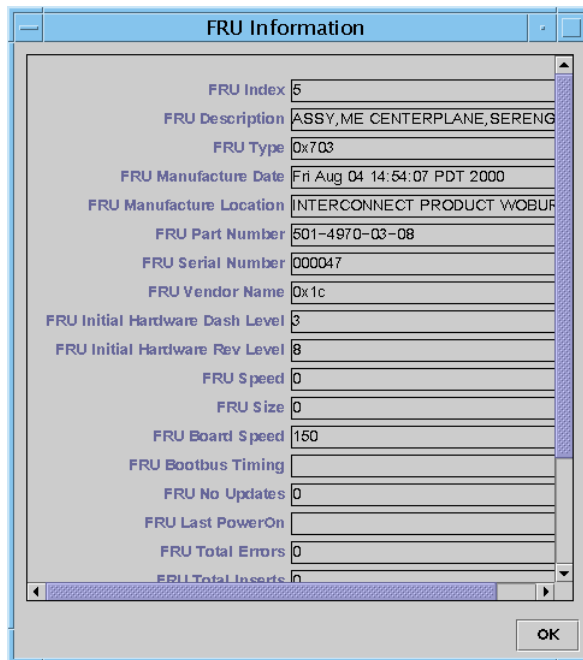 FRU Information
FRU Index 5
FRU Description ASSY,ME CENTERPLANE,SERENG
FRU Type 0x703
FRU Manufacture Date Fri Aug 04 14:54:07 PDT 2000
FRU Manufacture Location INTERCONNECT PRODUCT WOBUR
FRU Part Number 501-4970-03-08
FRU Serial Number 000047
FRU Vendor Name 0x1c
FRU Initial Hardware Dash Level 3
FRU Initial Hardware Rev Level 8
FRU Speed 0
FRU Size 0
FRU Board Speed 150
FRU Bootbus Timing
FRU No Updates 0
FRU Last PowerOn
FRU Total Errors 0
FRU Total Inserts 0
OK